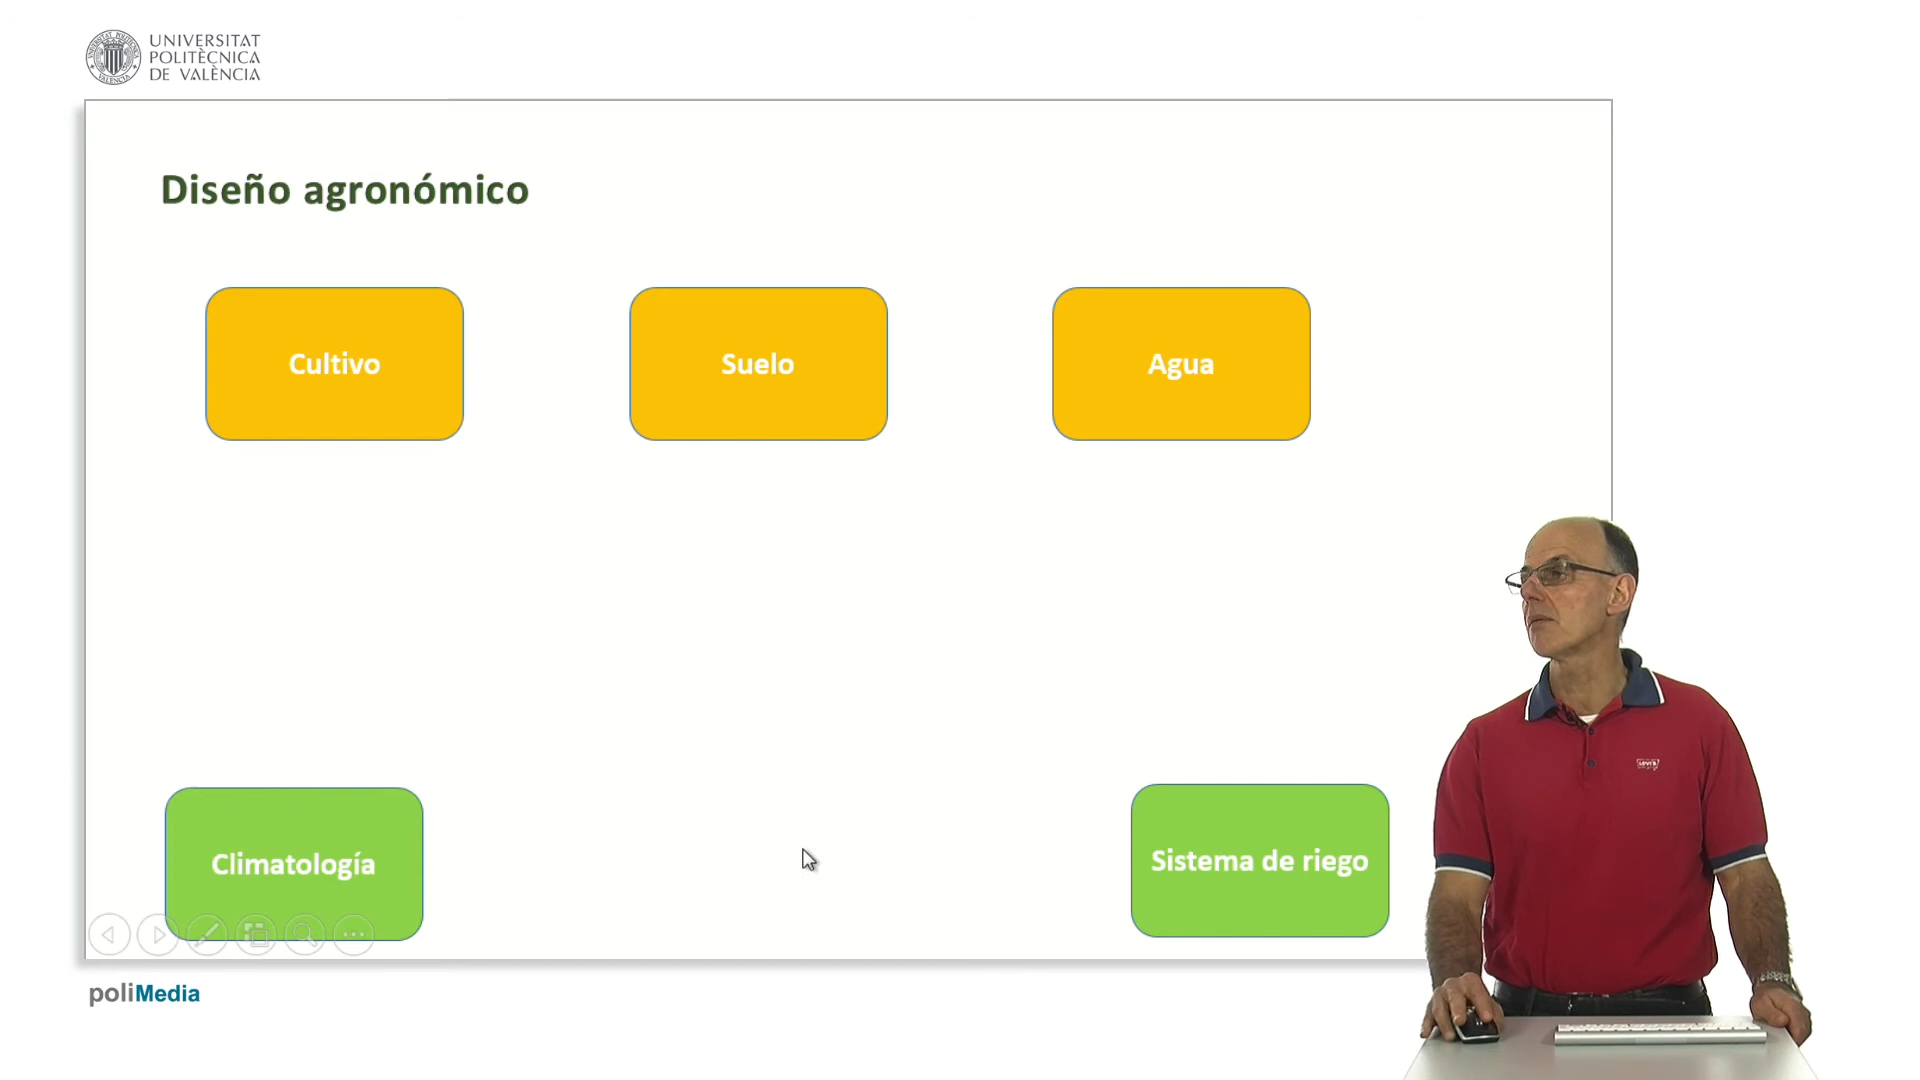 UNIVERSITAT
POLITÈCNICA
DE VALÈNCIA
Diseño agronómico
Cultivo
Suelo
Agua
Climatología
Sistema de riego
poliMedia